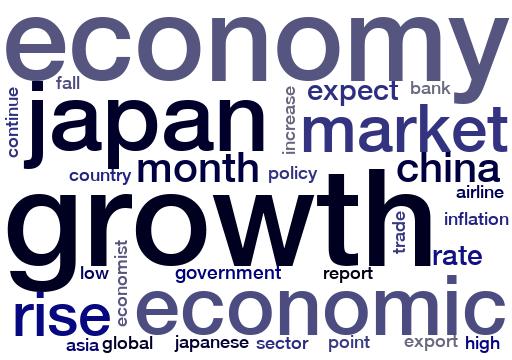 economy
continue
fall
japan
increase
expect
bank
market
country
month
policy
china
airline
growth
trade
inflation
rate
low
economist
government
report
rise
economic
asia
global
japanese
sector
point
export
high